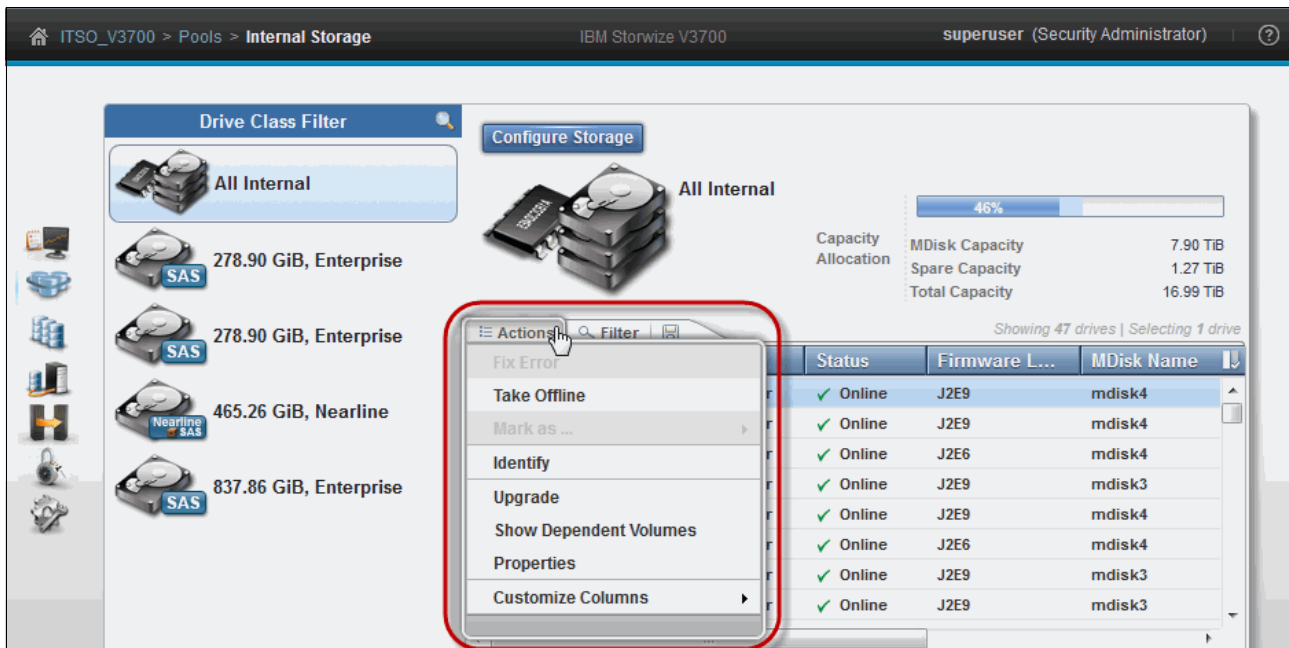 ITSO_V3700 > Pools > Internal Storage
IBM Storwize V3700
superuser (Security Administrator)
?
Drive Class Filter
All Internal
SAS
278.90 GiB, Enterprise
SAS
278.90 GiB, Enterprise
Nearline
SAS
465.26 GiB, Nearline
SAS
837.86 GiB, Enterprise
Configure Storage
All Internal
46%
Capacity Allocation
MDisk Capacity 7.90 TiB
Spare Capacity 1.27 TiB
Total Capacity 16.99 TiB
Actions Filter
Showing 47 drives | Selecting 1 drive
Fix Error
Take Offline
Mark as ...
Identify
Upgrade
Show Dependent Volumes
Properties
Customize Columns
Status Firmware L... MDisk Name
r Online J2E9 mdisk4
r Online J2E9 mdisk4
r Online J2E6 mdisk4
r Online J2E9 mdisk3
r Online J2E9 mdisk4
r Online J2E6 mdisk4
r Online J2E9 mdisk3
r Online J2E9 mdisk3